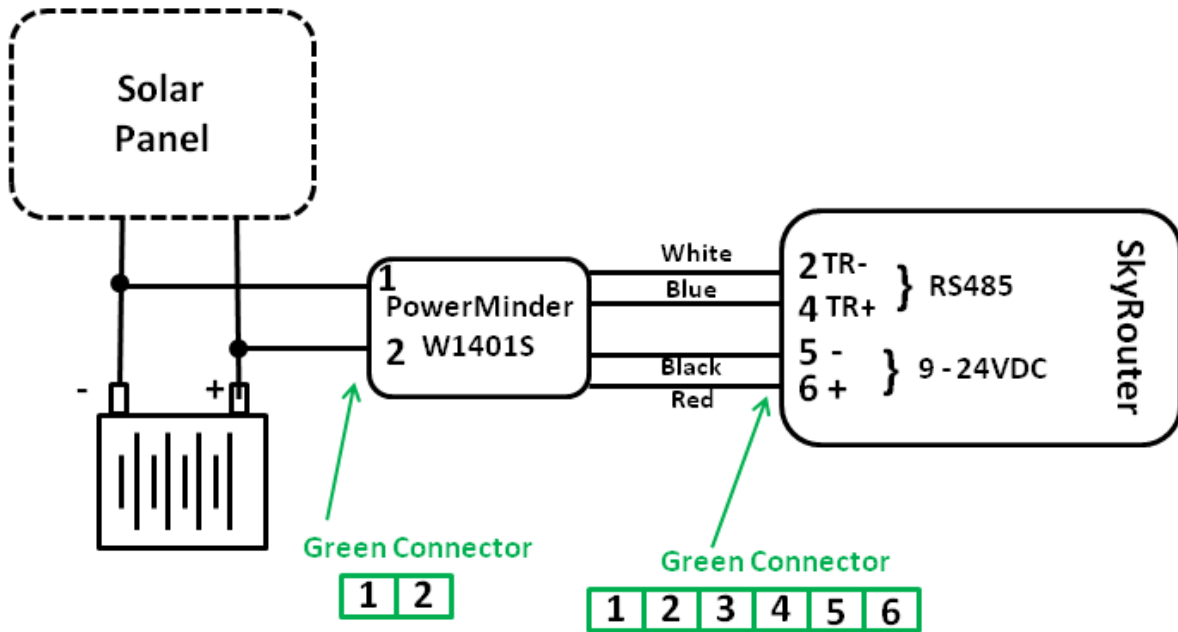 Solar
Panel
- +
1
PowerMinder
2 W1401S
White
Blue
Black
Red
2 TR-
4 TR+
} RS485
5 -
6 +
} 9 - 24VDC
SkyRouter
Green Connector
1 2
Green Connector
1 2 3 4 5 6